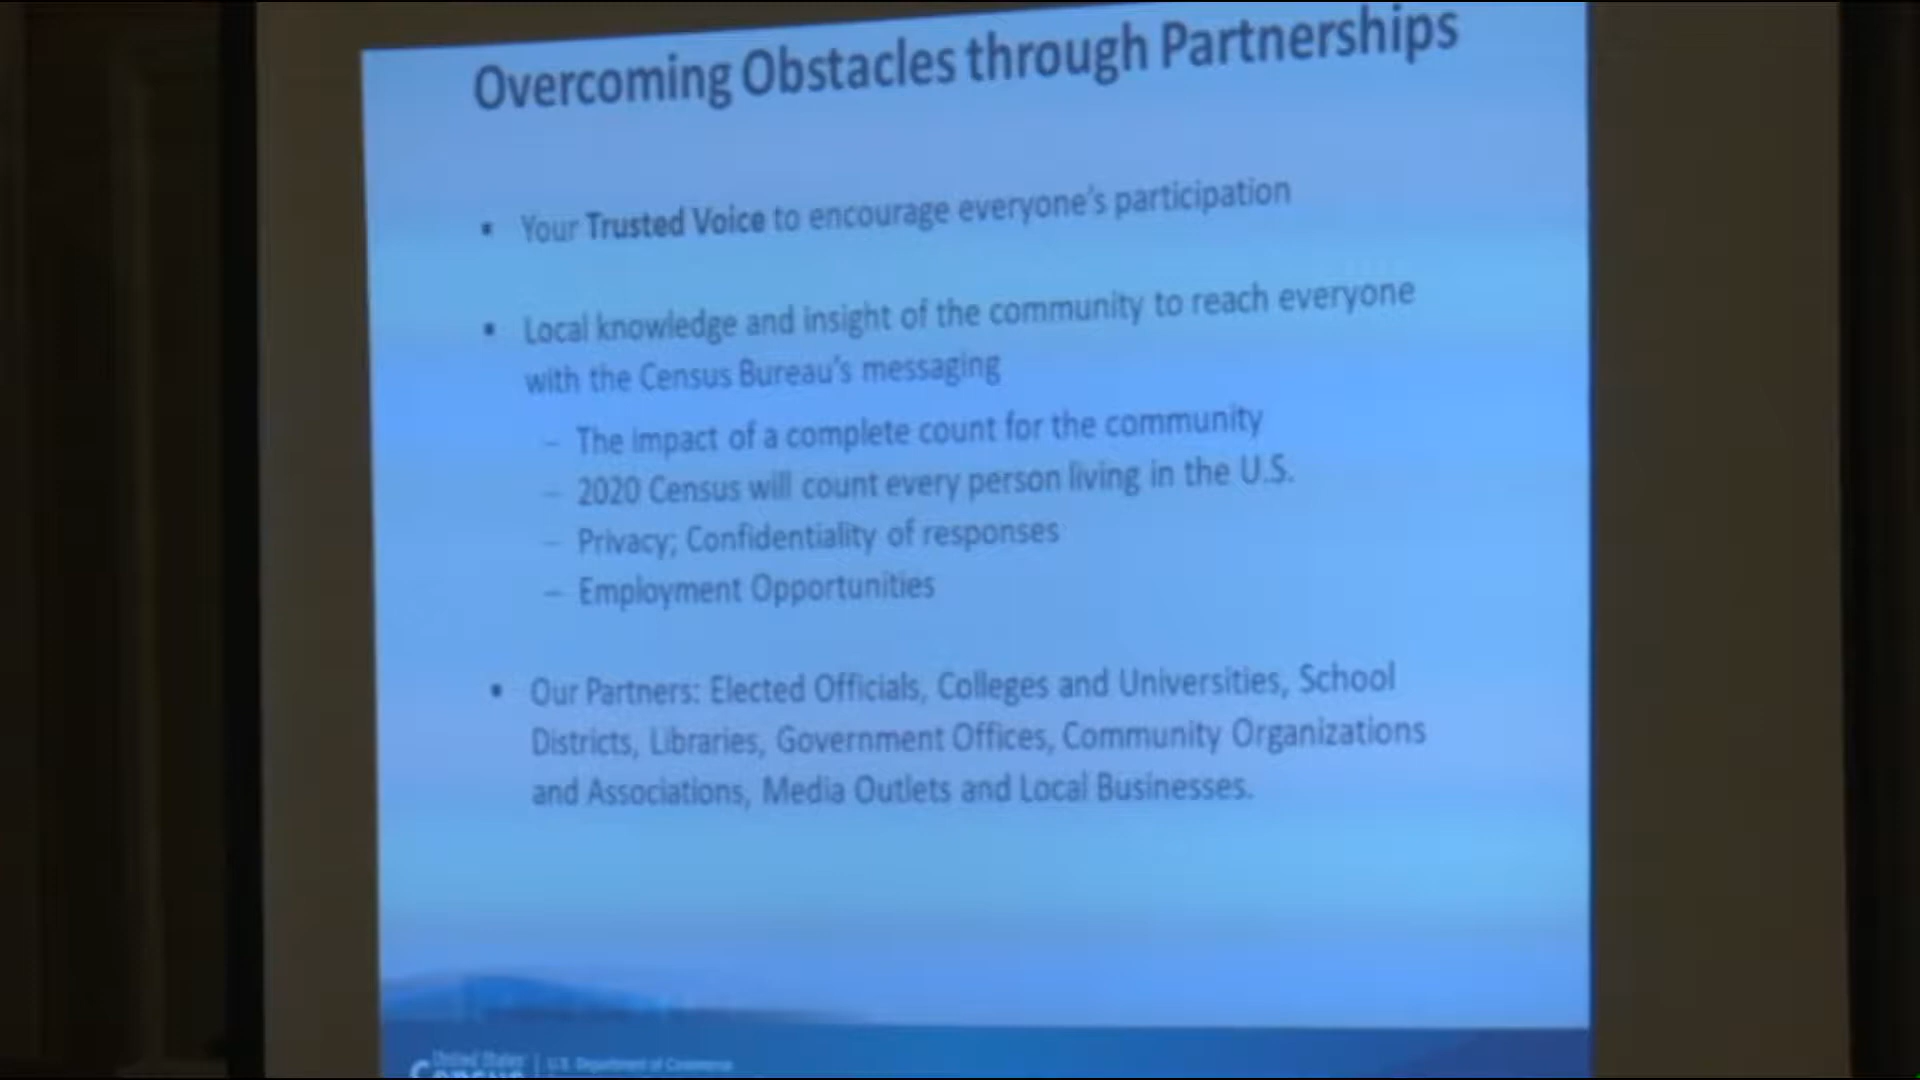 Overcoming Obstacles through Partnerships
▪ Your Trusted Voice to encourage everyone's participation
▪ Local knowledge and insight of the community to reach everyone
with the Census Bureau's messaging
– The impact of a complete count for the community
– 2020 Census will count every person living in the U.S.
– Privacy; Confidentiality of responses
– Employment Opportunities
▪ Our Partners: Elected Officials, Colleges and Universities, School
Districts, Libraries, Government Offices, Community Organizations
and Associations, Media Outlets and Local Businesses.
United States
Census
U.S. Department of Commerce